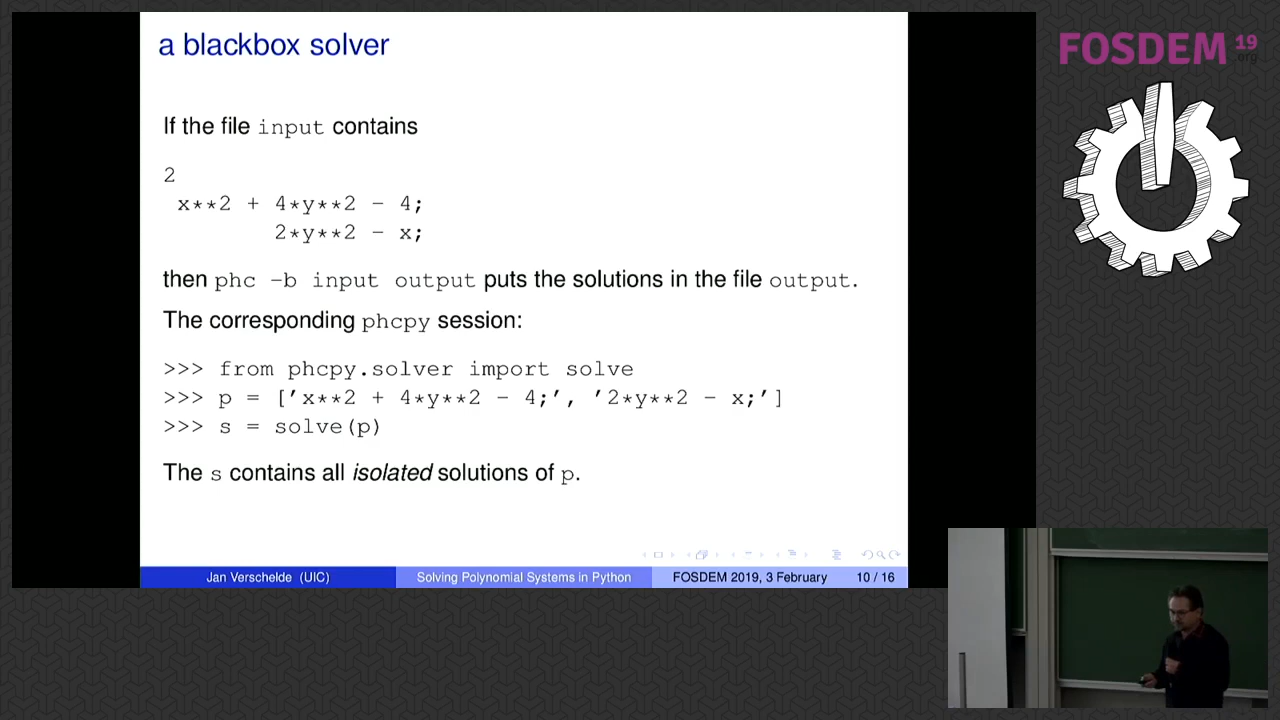 a blackbox solver
If the file input contains
2
x**2 + 4*y**2 - 4;
2*y**2 - x;
then phc -b input output puts the solutions in the file output.
The corresponding phcpy session:
>>> from phcpy.solver import solve
>>> p = ['x**2 + 4*y**2 - 4;', '2*y**2 - x;']
>>> s = solve(p)
The s contains all isolated solutions of p.
Jan Verschelde (UIC) Solving Polynomial Systems in Python FOSDEM 2019, 3 February 10 / 16
FOSDEM 19
.org